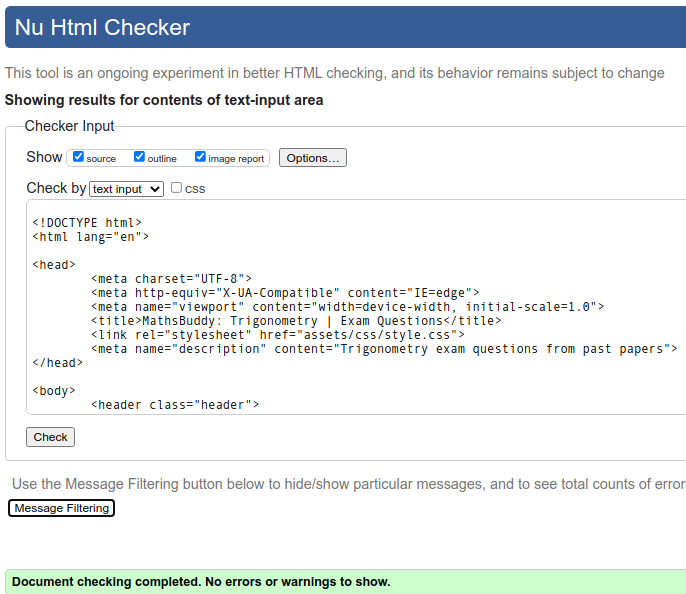 Nu Html Checker
This tool is an ongoing experiment in better HTML checking, and its behavior remains subject to change
Showing results for contents of text-input area
Checker Input
Show source outline image report Options…
Check by text input css
<!DOCTYPE html>
<html lang="en">
<head>
<meta charset="UTF-8">
<meta http-equiv="X-UA-Compatible" content="IE=edge">
<meta name="viewport" content="width=device-width, initial-scale=1.0">
<title>MathsBuddy: Trigonometry | Exam Questions</title>
<link rel="stylesheet" href="assets/css/style.css">
<meta name="description" content="Trigonometry exam questions from past papers">
</head>
<body>
<header class="header">
Check
Use the Message Filtering button below to hide/show particular messages, and to see total counts of error
Message Filtering
Document checking completed. No errors or warnings to show.